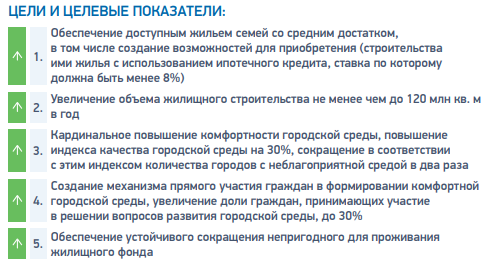 ЦЕЛИ И ЦЕЛЕВЫЕ ПОКАЗАТЕЛИ:
1. Обеспечение доступным жильем семей со средним достатком,
в том числе создание возможностей для приобретения (строительства
ими жилья с использованием ипотечного кредита, ставка по которому
должна быть менее 8%)
2. Увеличение объема жилищного строительства не менее чем до 120 млн кв. м
в год
3. Кардинальное повышение комфортности городской среды, повышение
индекса качества городской среды на 30%, сокращение в соответствии
с этим индексом количества городов с неблагоприятной средой в два раза
4. Создание механизма прямого участия граждан в формировании комфортной
городской среды, увеличение доли граждан, принимающих участие
в решении вопросов развития городской среды, до 30%
5. Обеспечение устойчивого сокращения непригодного для проживания
жилищного фонда